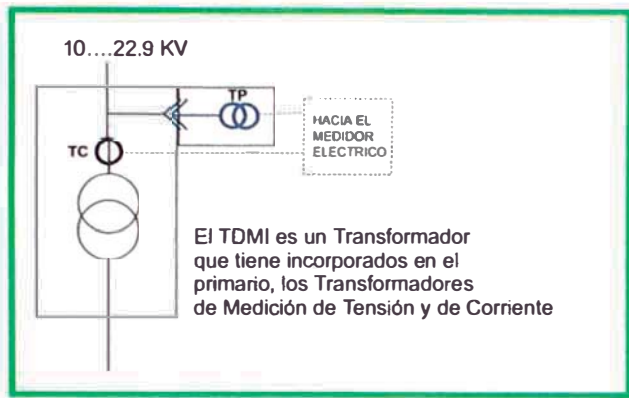 10....22.9 KV
TP
HACIA EL
MEDIDOR
ELECTRICO
TC
El TDMI es un Transformador
que tiene incorporados en el
primario, los Transformadores
de Medición de Tensión y de Corriente